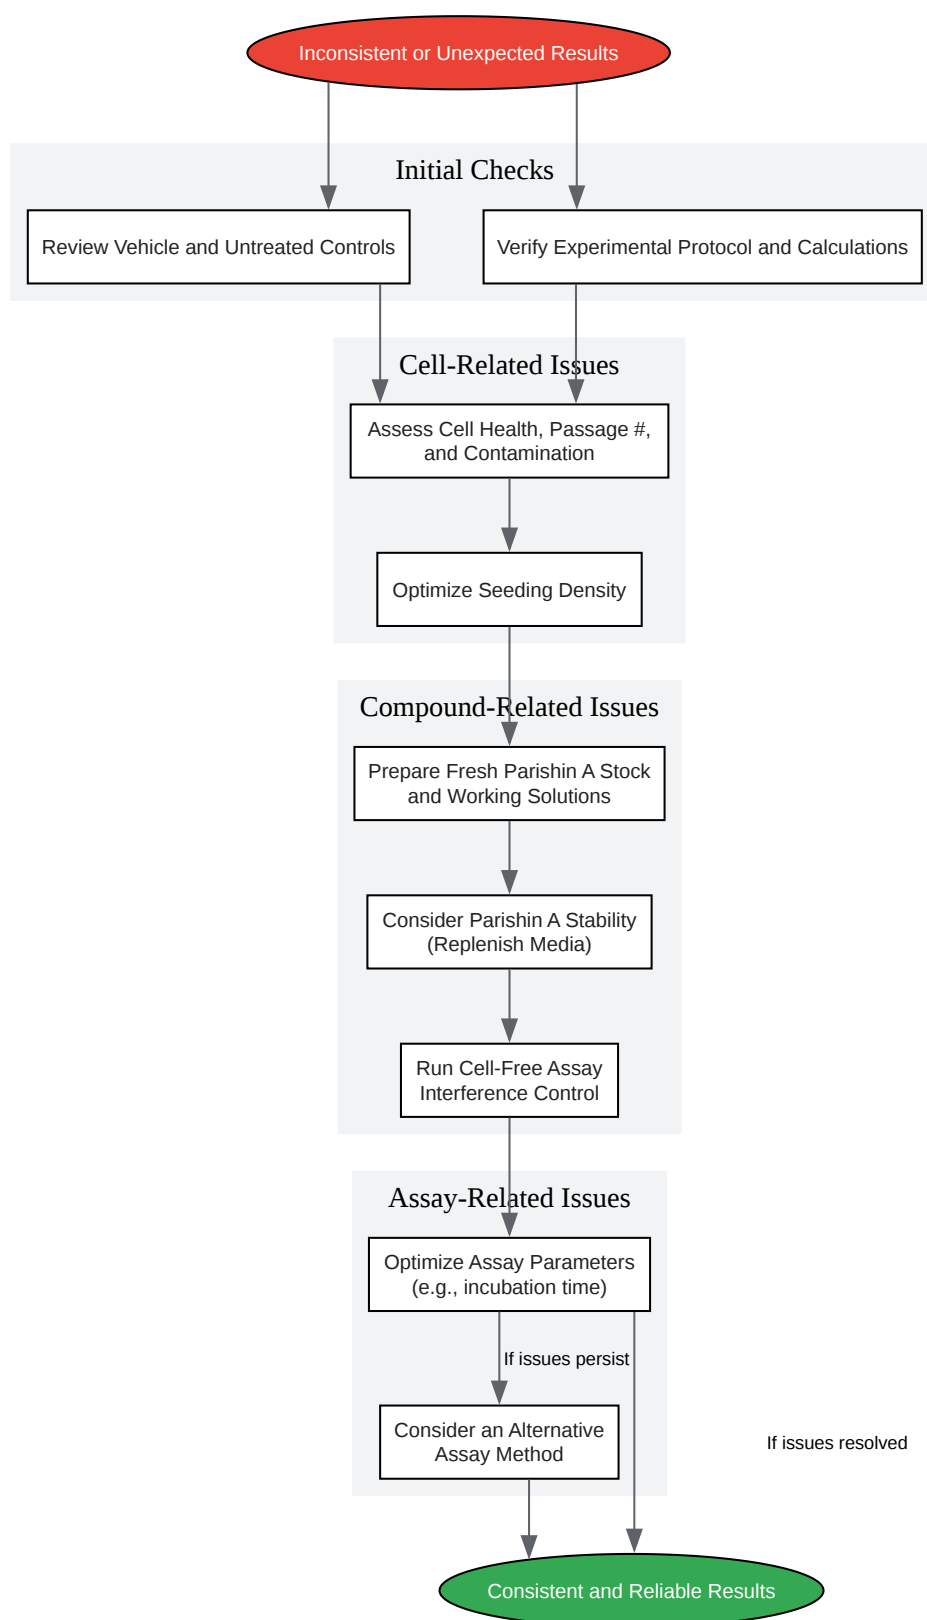 Inconsistent or Unexpected Results
Initial Checks
Review Vehicle and Untreated Controls
Verify Experimental Protocol and Calculations
Cell-Related Issues
Assess Cell Health, Passage #,
and Contamination
Optimize Seeding Density
Compound-Related Issues
Prepare Fresh Parishin A Stock
and Working Solutions
Consider Parishin A Stability
(Replenish Media)
Run Cell-Free Assay
Interference Control
Assay-Related Issues
Optimize Assay Parameters
(e.g., incubation time)
If issues persist
Consider an Alternative
Assay Method
If issues resolved
Consistent and Reliable Results